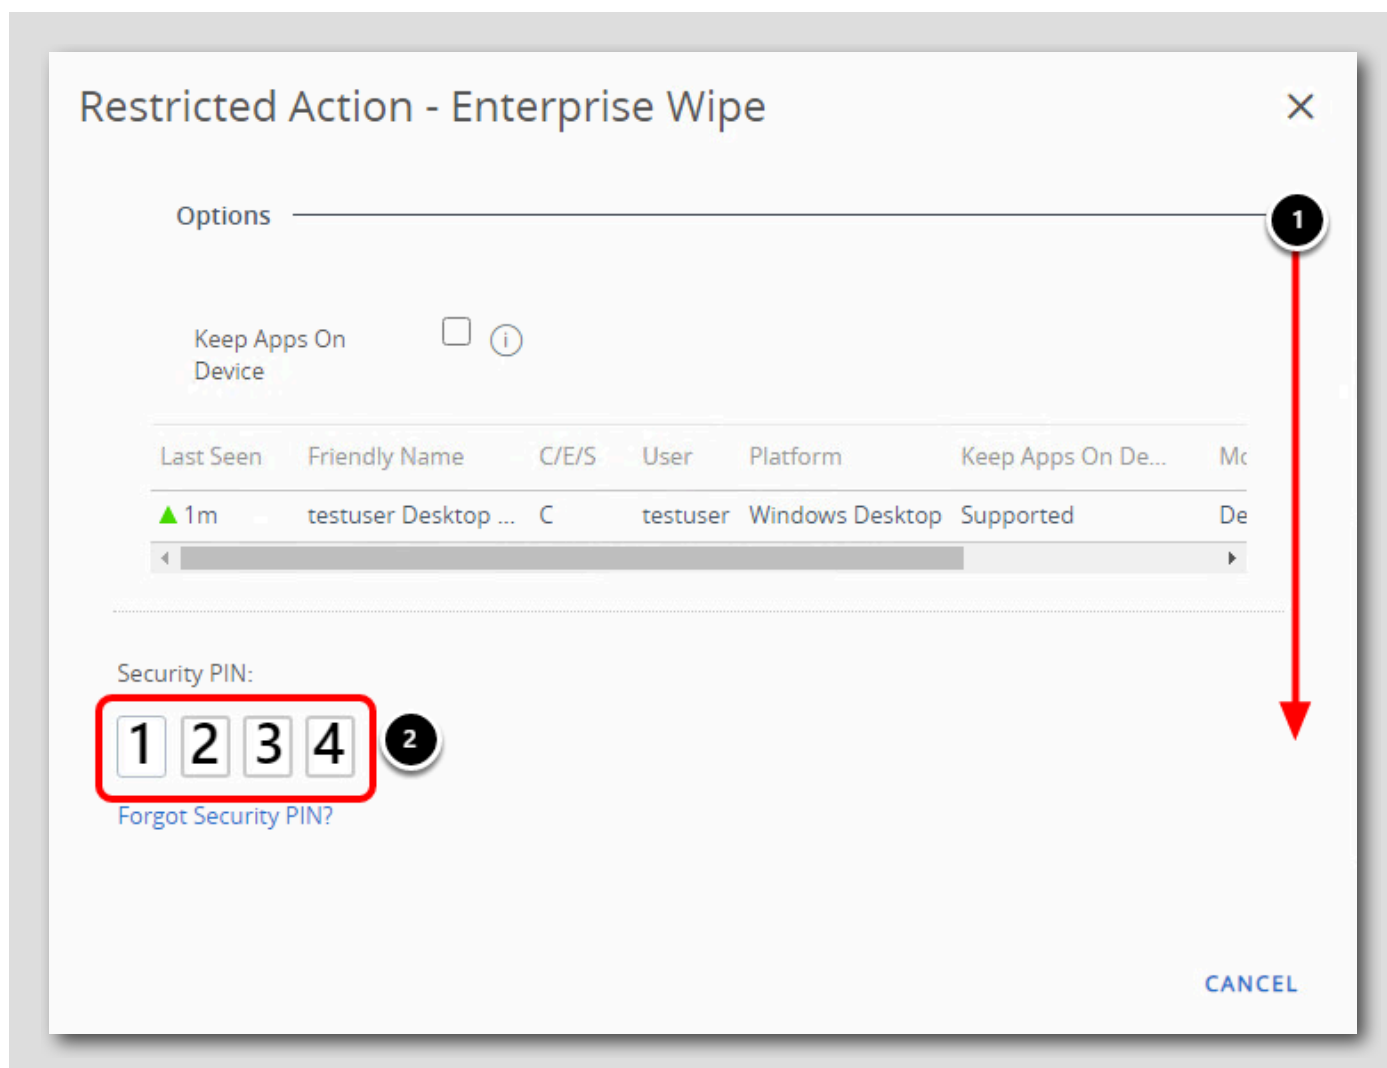 Restricted Action - Enterprise Wipe
Options
1
Keep Apps On
Device
i
Last Seen Friendly Name C/E/S User Platform Keep Apps On De... Mc
1m testuser Desktop ... C testuser Windows Desktop Supported De
Security PIN:
1 2 3 4
2
Forgot Security PIN?
CANCEL